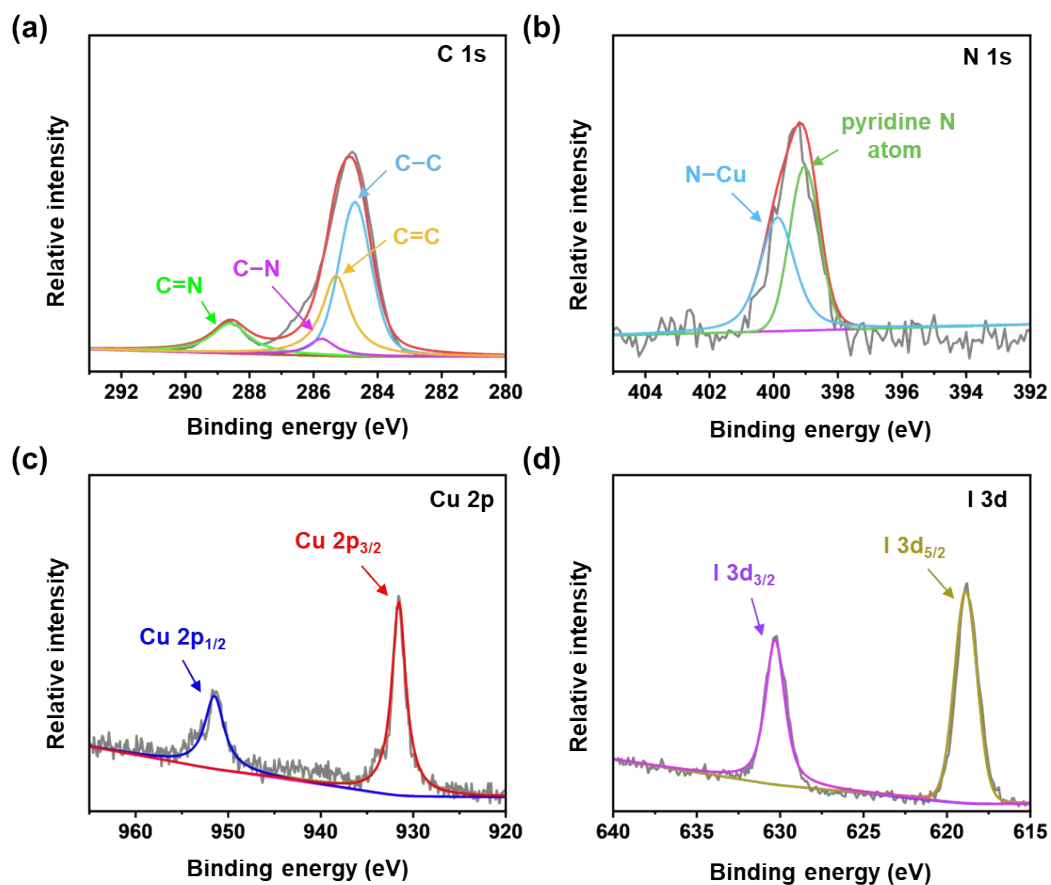 (a)
C 1s
C–C
C=C
C–N
C=N
Relative intensity
292 290 288 286 284 282 280
Binding energy (eV)
(b)
N 1s
pyridine N
atom
N–Cu
Relative intensity
404 402 400 398 396 394 392
Binding energy (eV)
(c)
Cu 2p
Cu 2p3/2
Cu 2p1/2
Relative intensity
960 950 940 930 920
Binding energy (eV)
(d)
I 3d
I 3d5/2
I 3d3/2
Relative intensity
640 635 630 625 620 615
Binding energy (eV)